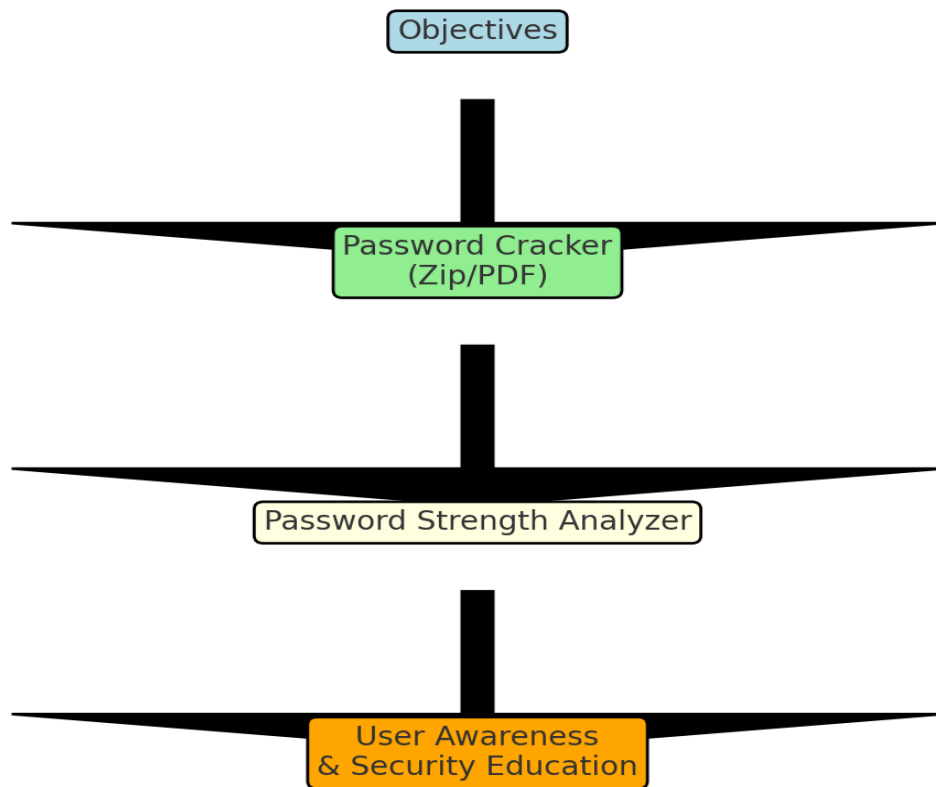 Objectives
Password Cracker
(Zip/PDF)
Password Strength Analyzer
User Awareness
& Security Education